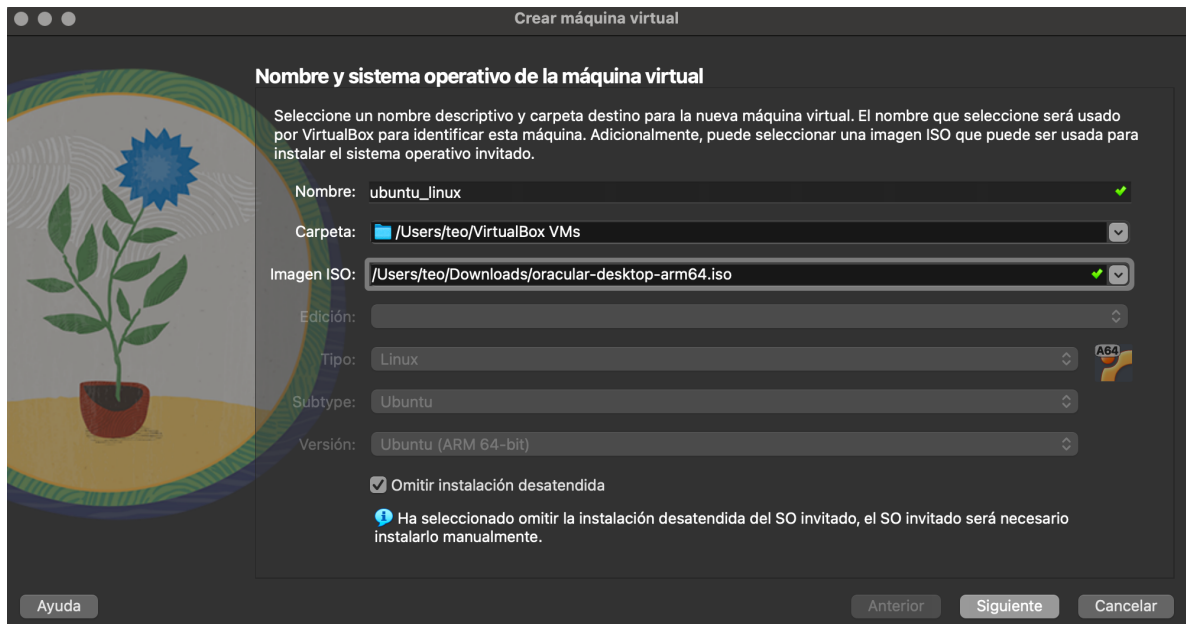 Crear máquina virtual
Nombre y sistema operativo de la máquina virtual
Seleccione un nombre descriptivo y carpeta destino para la nueva máquina virtual. El nombre que seleccione será usado
por VirtualBox para identificar esta máquina. Adicionalmente, puede seleccionar una imagen ISO que puede ser usada para
instalar el sistema operativo invitado.
Nombre: ubuntu_linux
Carpeta: /Users/teo/VirtualBox VMs
Imagen ISO: /Users/teo/Downloads/oracular-desktop-arm64.iso
Edición:
Tipo: Linux A64
Subtype: Ubuntu
Versión: Ubuntu (ARM 64-bit)
Omitir instalación desatendida
Ha seleccionado omitir la instalación desatendida del SO invitado, el SO invitado será necesario
instalarlo manualmente.
Ayuda Anterior Siguiente Cancelar